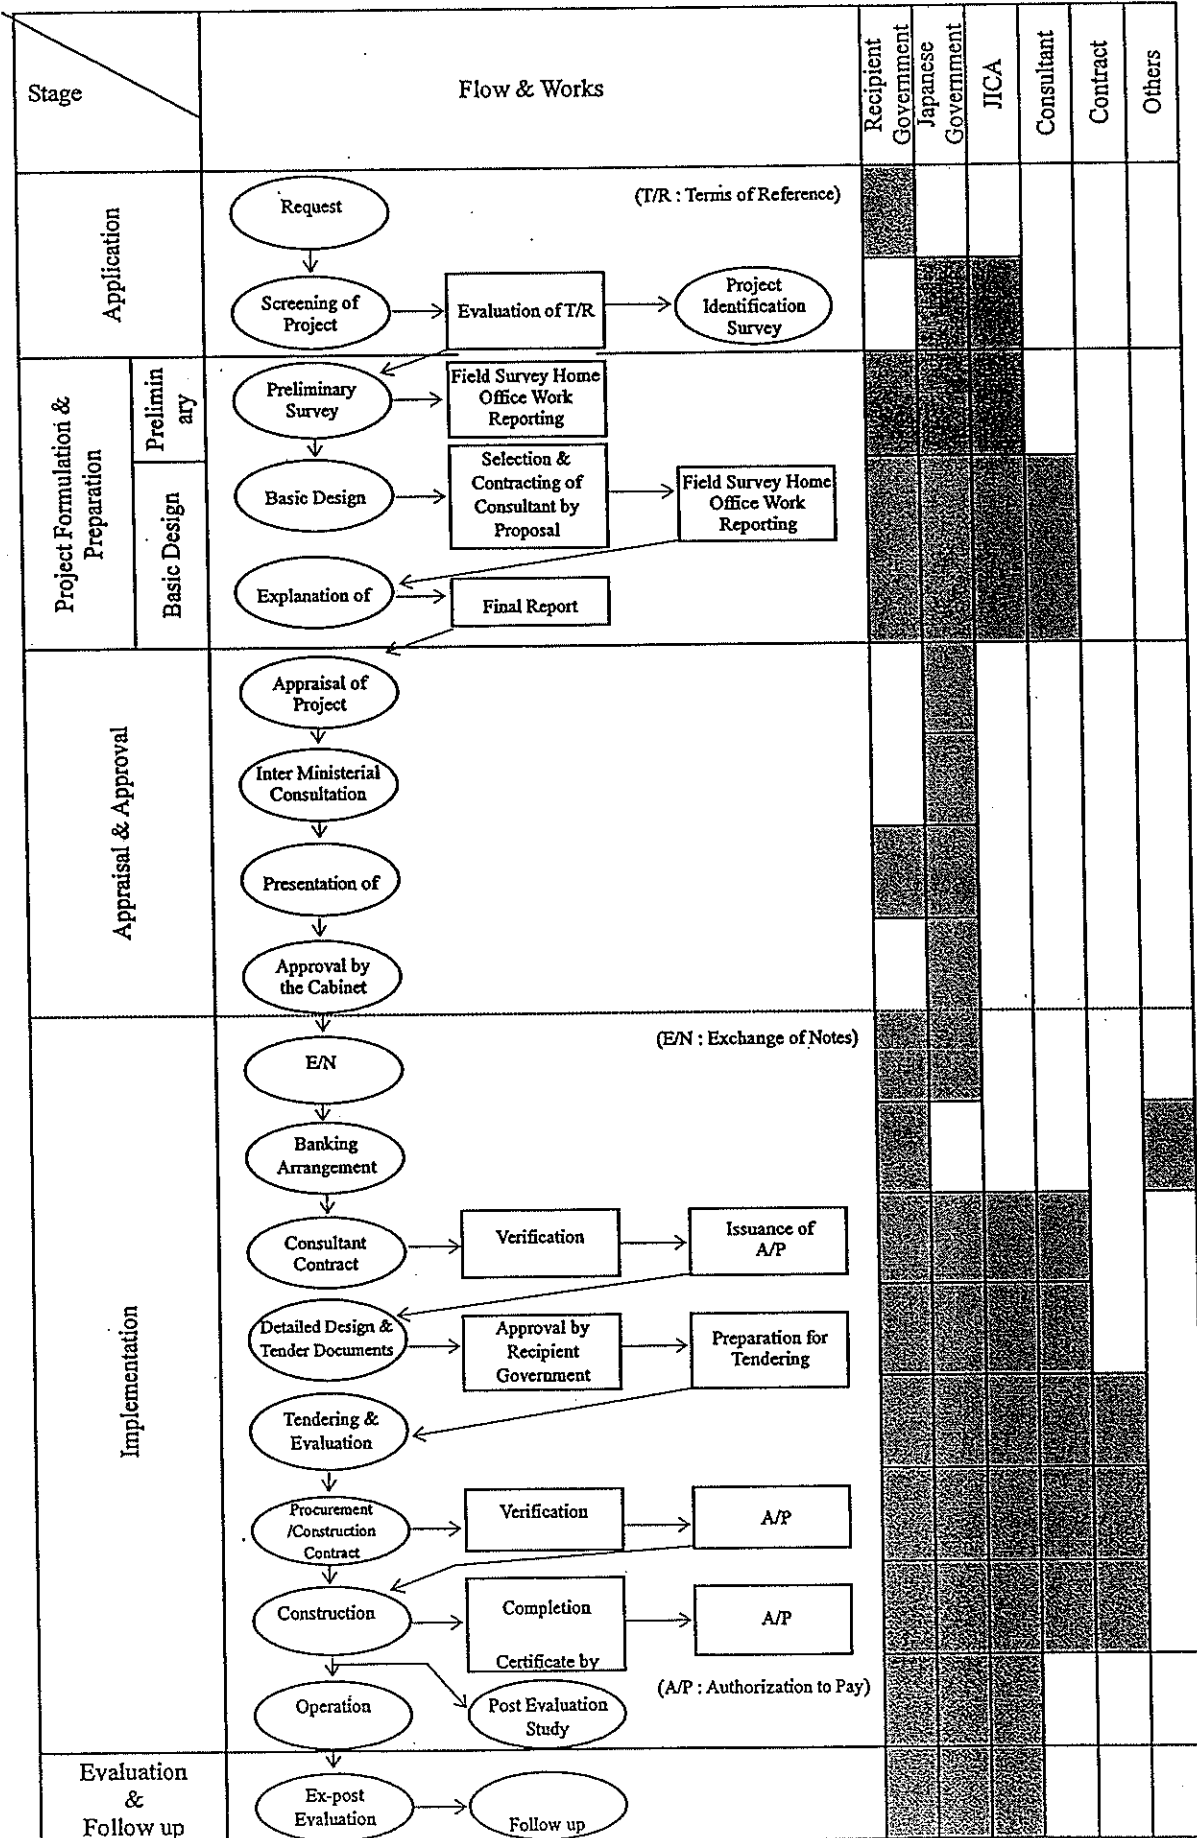 Stage
Flow & Works
Recipient
Government
Japanese
Government
JICA
Consultant
Contract
Others
Application
Request
(T/R : Terms of Reference)
Screening of
Project
Evaluation of T/R
Project
Identification
Survey
Project Formulation &
Preparation
Prelimin
ary
Preliminary
Survey
Field Survey Home
Office Work
Reporting
Basic Design
Basic Design
Selection &
Contracting of
Consultant by
Proposal
Field Survey Home
Office Work
Reporting
Explanation of
Final Report
Appraisal & Approval
Appraisal of
Project
Inter Ministerial
Consultation
Presentation of
Approval by
the Cabinet
Implementation
E/N
(E/N : Exchange of Notes)
Banking
Arrangement
Consultant
Contract
Verification
Issuance of
A/P
Detailed Design &
Tender Documents
Approval by
Recipient
Government
Preparation for
Tendering
Tendering &
Evaluation
Procurement
/Construction
Contract
Verification
A/P
Construction
Completion
Certificate by
A/P
(A/P : Authorization to Pay)
Operation
Post Evaluation
Study
Evaluation
&
Follow up
Ex-post
Evaluation
Follow up